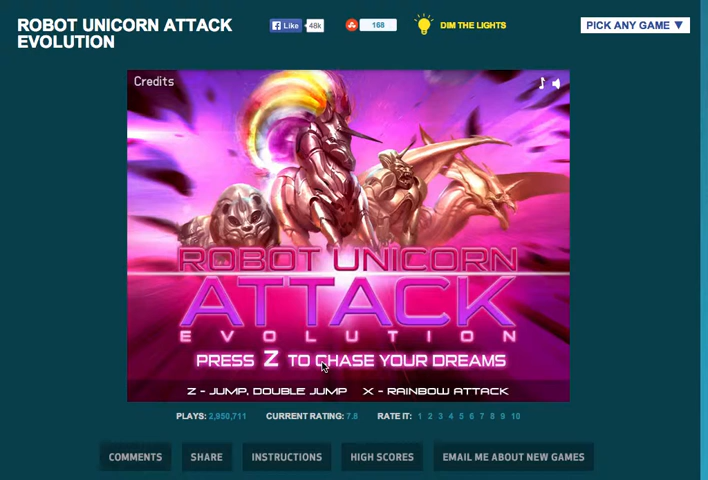 ROBOT UNICORN ATTACK
EVOLUTION
Like 48k
168
DIM THE LIGHTS
PICK ANY GAME ▼
Credits
ROBOT UNICORN
ATTACK
EVOLUTION
PRESS Z TO CHASE YOUR DREAMS
Z - JUMP, DOUBLE JUMP X - RAINBOW ATTACK
PLAYS: 2,950,711 CURRENT RATING: 7.8 RATE IT: 1 2 3 4 5 6 7 8 9 10
COMMENTS SHARE INSTRUCTIONS HIGH SCORES EMAIL ME ABOUT NEW GAMES